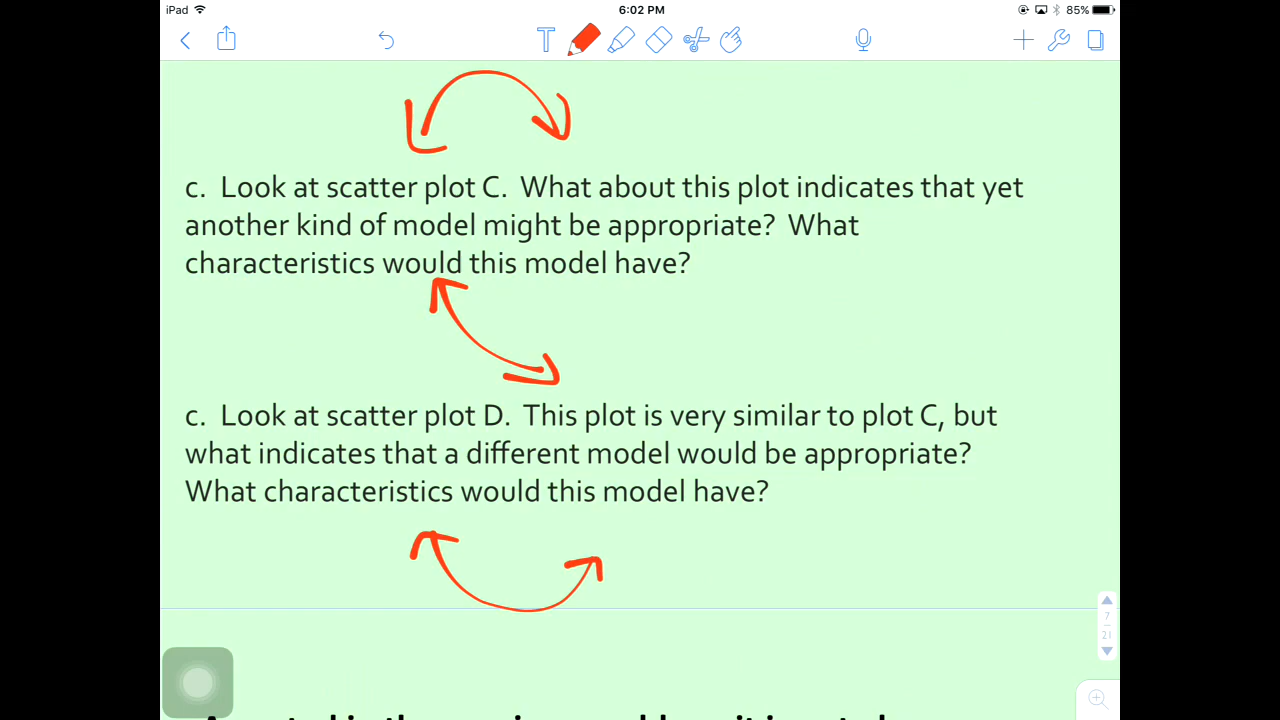 iPad
6:02 PM
85%
T
c. Look at scatter plot C. What about this plot indicates that yet
another kind of model might be appropriate? What
characteristics would this model have?
c. Look at scatter plot D. This plot is very similar to plot C, but
what indicates that a different model would be appropriate?
What characteristics would this model have?
7
21